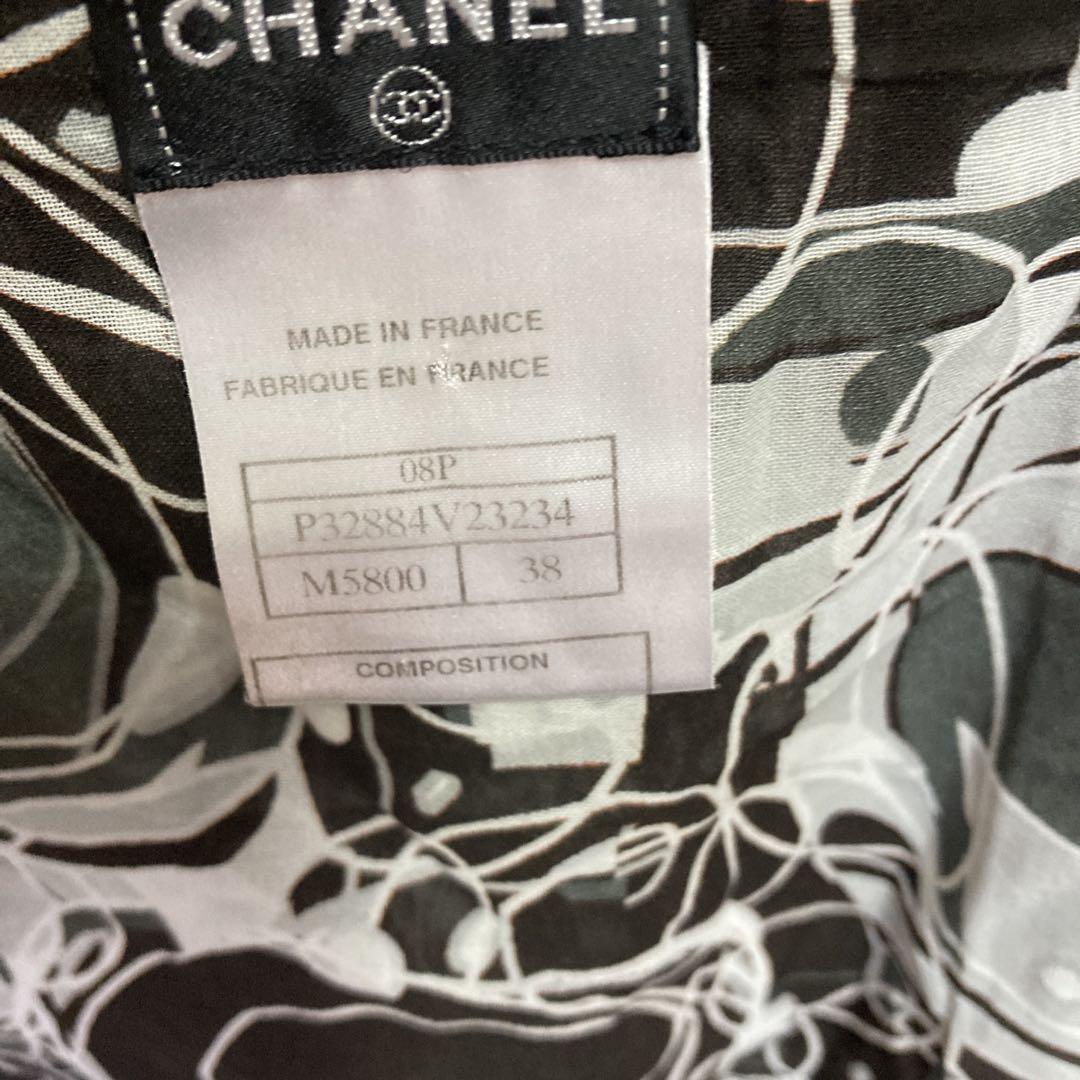 CHANEL
MADE IN FRANCE
FABRIQUE EN FRANCE
08P
P32884V23234
M5800 38
COMPOSITION